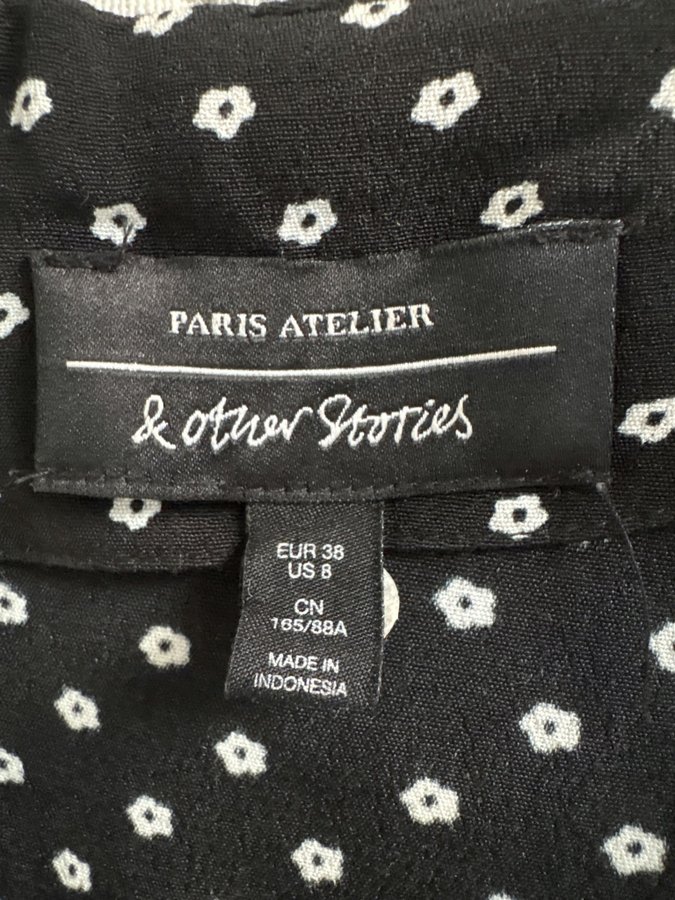 PARIS ATELIER
& other Stories
EUR 38
US 8
CN
165/88A
MADE IN
INDONESIA